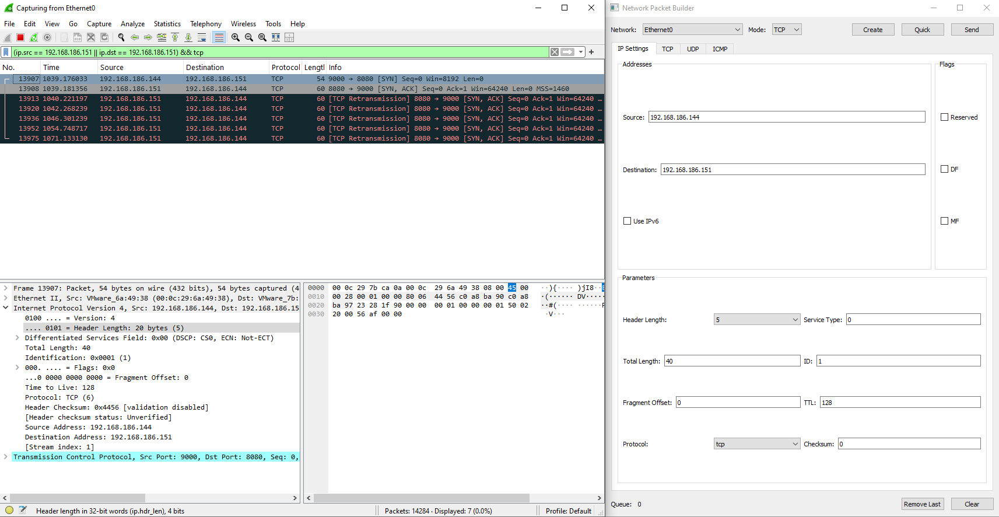 Capturing from Ethernet0
File Edit View Go Capture Analyze Statistics Telephony Wireless Tools Help
(ip.src == 192.168.186.151 || ip.dst == 192.168.186.151) && tcp
No. Time Source Destination Protocol Lengtl Info
13907 1039.176033 192.168.186.144 192.168.186.151 TCP 54 9000 → 8080 [SYN] Seq=0 Win=8192 Len=0
13908 1039.181356 192.168.186.151 192.168.186.144 TCP 60 8080 → 9000 [SYN, ACK] Seq=0 Ack=1 Win=64240 Len=0 MSS=1460
13913 1040.221197 192.168.186.151 192.168.186.144 TCP 60 [TCP Retransmission] 8080 → 9000 [SYN, ACK] Seq=0 Ack=1 Win=64240 …
13920 1042.268239 192.168.186.151 192.168.186.144 TCP 60 [TCP Retransmission] 8080 → 9000 [SYN, ACK] Seq=0 Ack=1 Win=64240 …
13936 1046.301239 192.168.186.151 192.168.186.144 TCP 60 [TCP Retransmission] 8080 → 9000 [SYN, ACK] Seq=0 Ack=1 Win=64240 …
13952 1054.748717 192.168.186.151 192.168.186.144 TCP 60 [TCP Retransmission] 8080 → 9000 [SYN, ACK] Seq=0 Ack=1 Win=64240 …
13975 1071.133130 192.168.186.151 192.168.186.144 TCP 60 [TCP Retransmission] 8080 → 9000 [SYN, ACK] Seq=0 Ack=1 Win=64240 …
Frame 13907: Packet, 54 bytes on wire (432 bits), 54 bytes captured (4
Ethernet II, Src: VMware_6a:49:38 (00:0c:29:6a:49:38), Dst: VMware_7b:
Internet Protocol Version 4, Src: 192.168.186.144, Dst: 192.168.186.15
0100 .... = Version: 4
.... 0101 = Header Length: 20 bytes (5)
Differentiated Services Field: 0x00 (DSCP: CS0, ECN: Not-ECT)
Total Length: 40
Identification: 0x0001 (1)
000. .... = Flags: 0x0
...0 0000 0000 0000 = Fragment Offset: 0
Time to Live: 128
Protocol: TCP (6)
Header Checksum: 0x4456 [validation disabled]
[Header checksum status: Unverified]
Source Address: 192.168.186.144
Destination Address: 192.168.186.151
[Stream index: 1]
Transmission Control Protocol, Src Port: 9000, Dst Port: 8080, Seq: 0,
0000 00 0c 29 7b ca 0a 00 0c 29 6a 49 38 08 00 45 00 ··){···· )jI8··E
0010 00 28 00 01 00 00 80 06 44 56 c0 a8 ba 90 c0 a8 ·(······ DV·····
0020 ba 97 23 28 1f 90 00 00 00 01 00 00 00 01 50 02 ··#(···· ······P
0030 20 00 56 af 00 00 ·V···
Header length in 32-bit words (ip.hdr_len), 4 bits
Packets: 14284 · Displayed: 7 (0.0%)
Profile: Default
Network Packet Builder
Network: Ethernet0 Mode: TCP Create Quick Send
IP Settings TCP UDP ICMP
Addresses
Source: 192.168.186.144
Destination: 192.168.186.151
Use IPv6
Flags
Reserved
DF
MF
Parameters
Header Length: 5 Service Type: 0
Total Length: 40 ID: 1
Fragment Offset: 0 TTL: 128
Protocol: tcp Checksum: 0
Queue: 0 Remove Last Clear